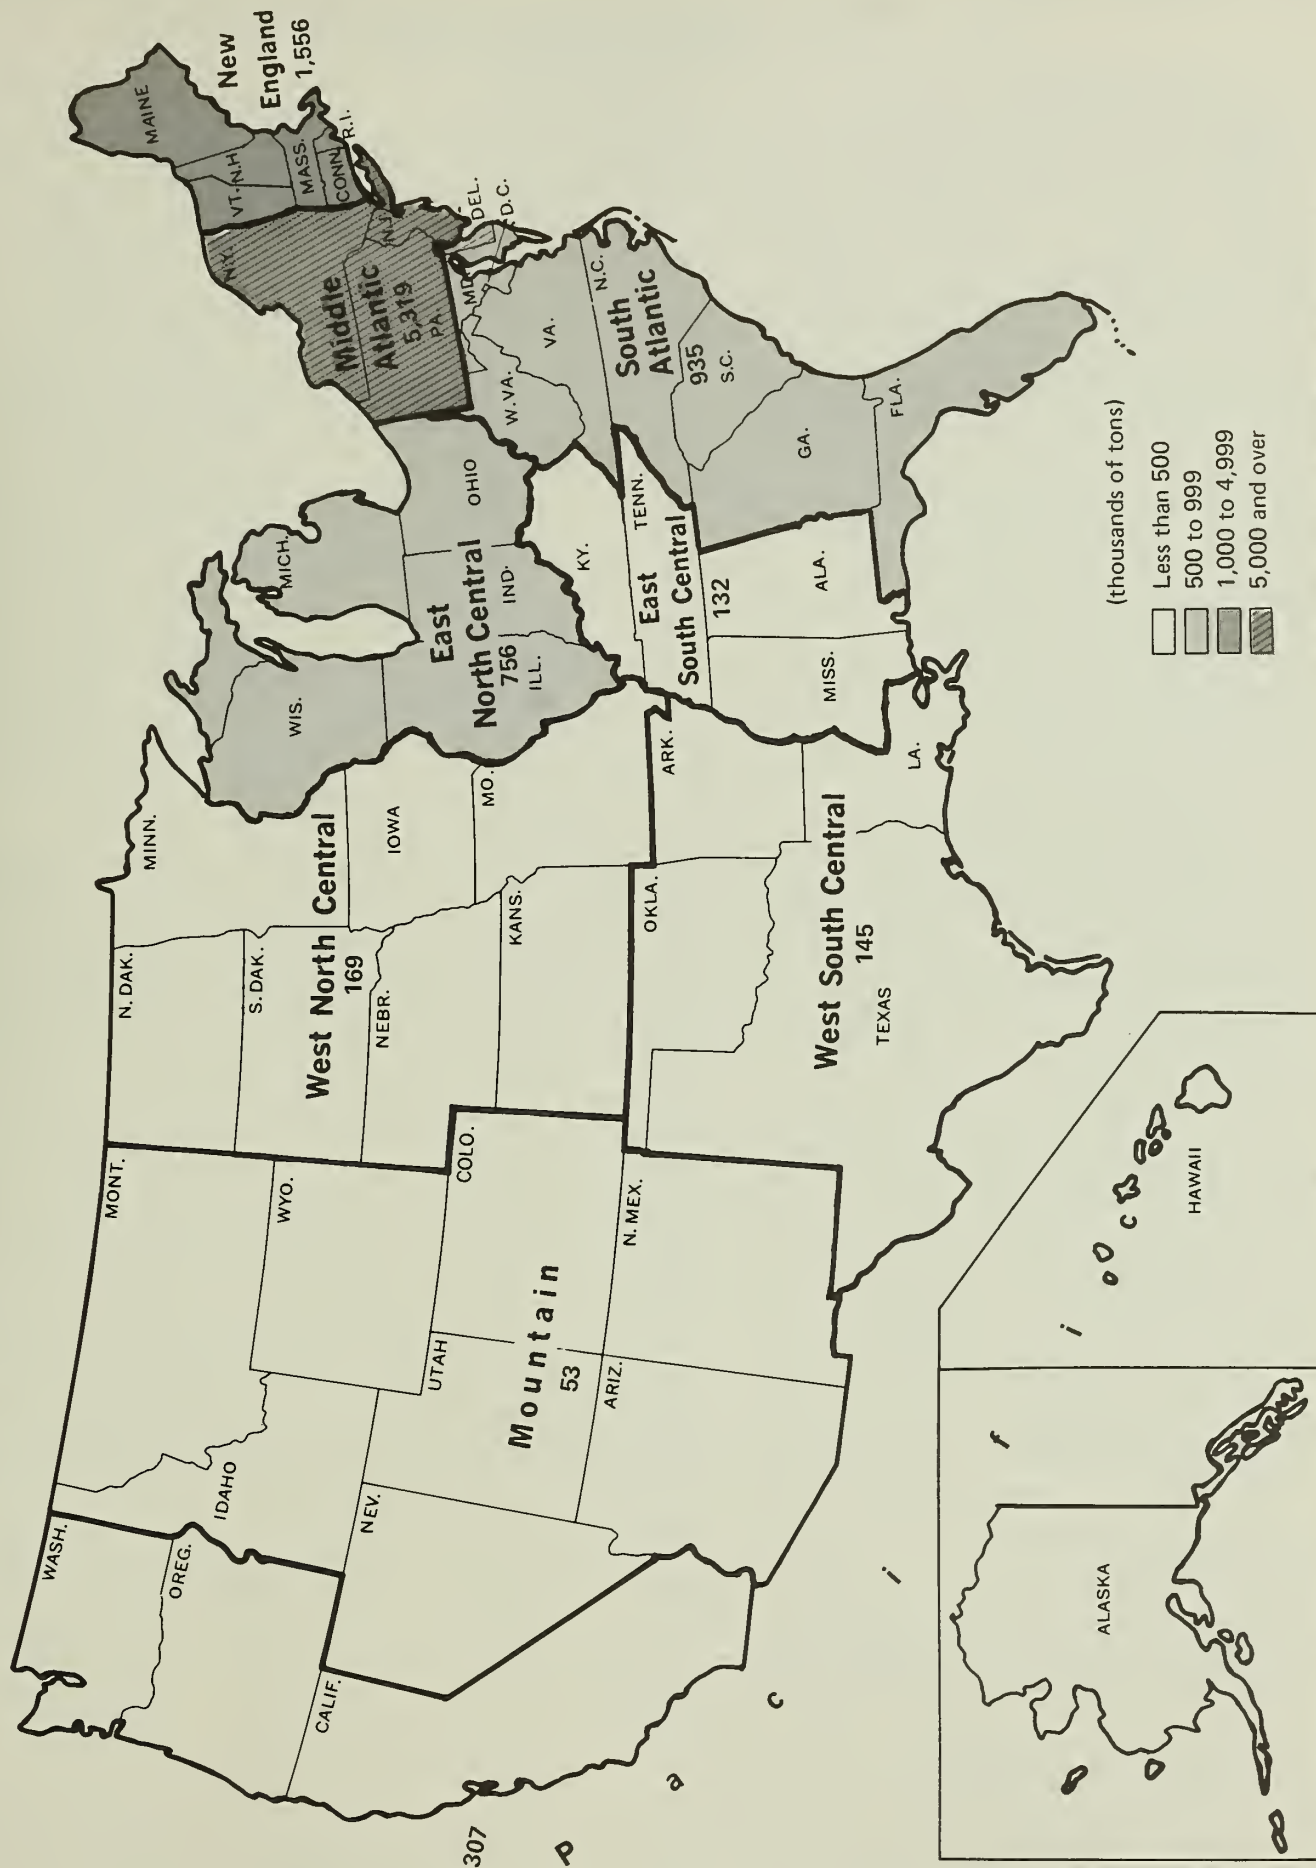 WASH.
OREG.
CALIF.
307
P a c i f i c
MONT.
IDAHO
WYO.
NEV.
UTAH
COLO.
ARIZ.
N. MEX.
Mountain
53
N. DAK.
MINN.
S. DAK.
West North Central
169
NEBR.
IOWA
KANS.
MO.
OKLA.
ARK.
West South Central
145
TEXAS
LA.
WIS.
MICH.
East
North Central
756
ILL.
IND.
OHIO
KY.
TENN.
East
South Central
132
MISS.
ALA.
MAINE
VT.
N.H
MASS.
CONN.
R.I.
New
England
1,556
N.Y.
N.J.
Middle
Atlantic
5,319
PA.
MD.
DEL.
D.C.
W.VA.
VA.
N.C.
South
Atlantic
935
S.C.
GA.
FLA.
ALASKA
HAWAII
(thousands of tons)
Less than 500
500 to 999
1,000 to 4,999
5,000 and over